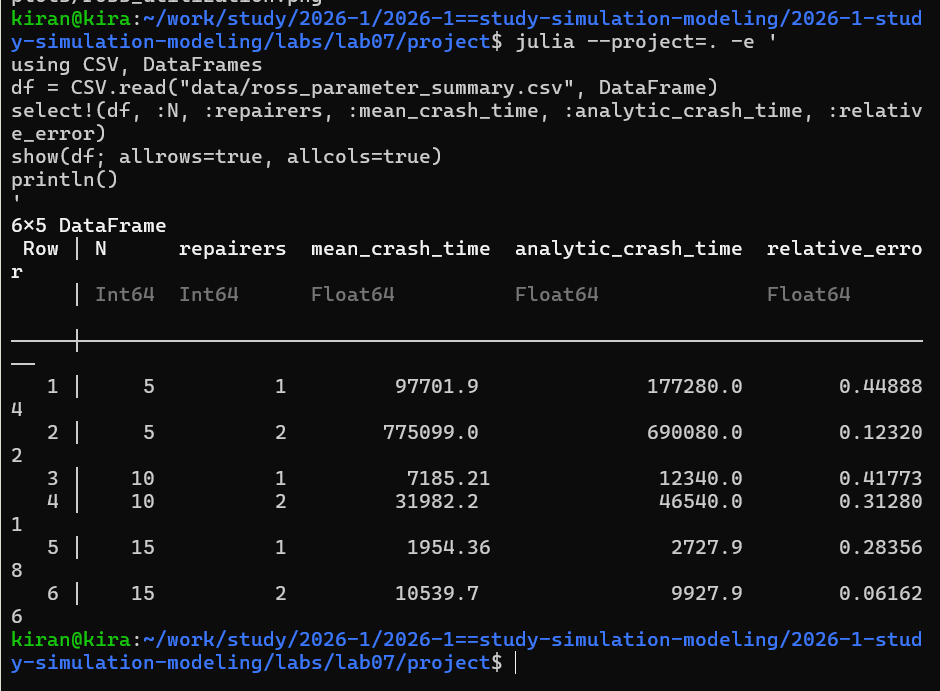 plots/ross_utilization.png
kiran@kira:~/work/study/2026-1/2026-1==study-simulation-modeling/2026-1-stud
y-simulation-modeling/labs/lab07/project$ julia --project=. -e '
using CSV, DataFrames
df = CSV.read("data/ross_parameter_summary.csv", DataFrame)
select!(df, :N, :repairers, :mean_crash_time, :analytic_crash_time, :relativ
e_error)
show(df; allrows=true, allcols=true)
println()
'
6×5 DataFrame
Row │ N repairers mean_crash_time analytic_crash_time relative_erro
r
│ Int64 Int64 Float64 Float64 Float64
1 │ 5 1 97701.9 177280.0 0.44888
4
2 │ 5 2 775099.0 690080.0 0.12320
2
3 │ 10 1 7185.21 12340.0 0.41773
4 │ 10 2 31982.2 46540.0 0.31280
1
5 │ 15 1 1954.36 2727.9 0.28356
8
6 │ 15 2 10539.7 9927.9 0.06162
6
kiran@kira:~/work/study/2026-1/2026-1==study-simulation-modeling/2026-1-stud
y-simulation-modeling/labs/lab07/project$